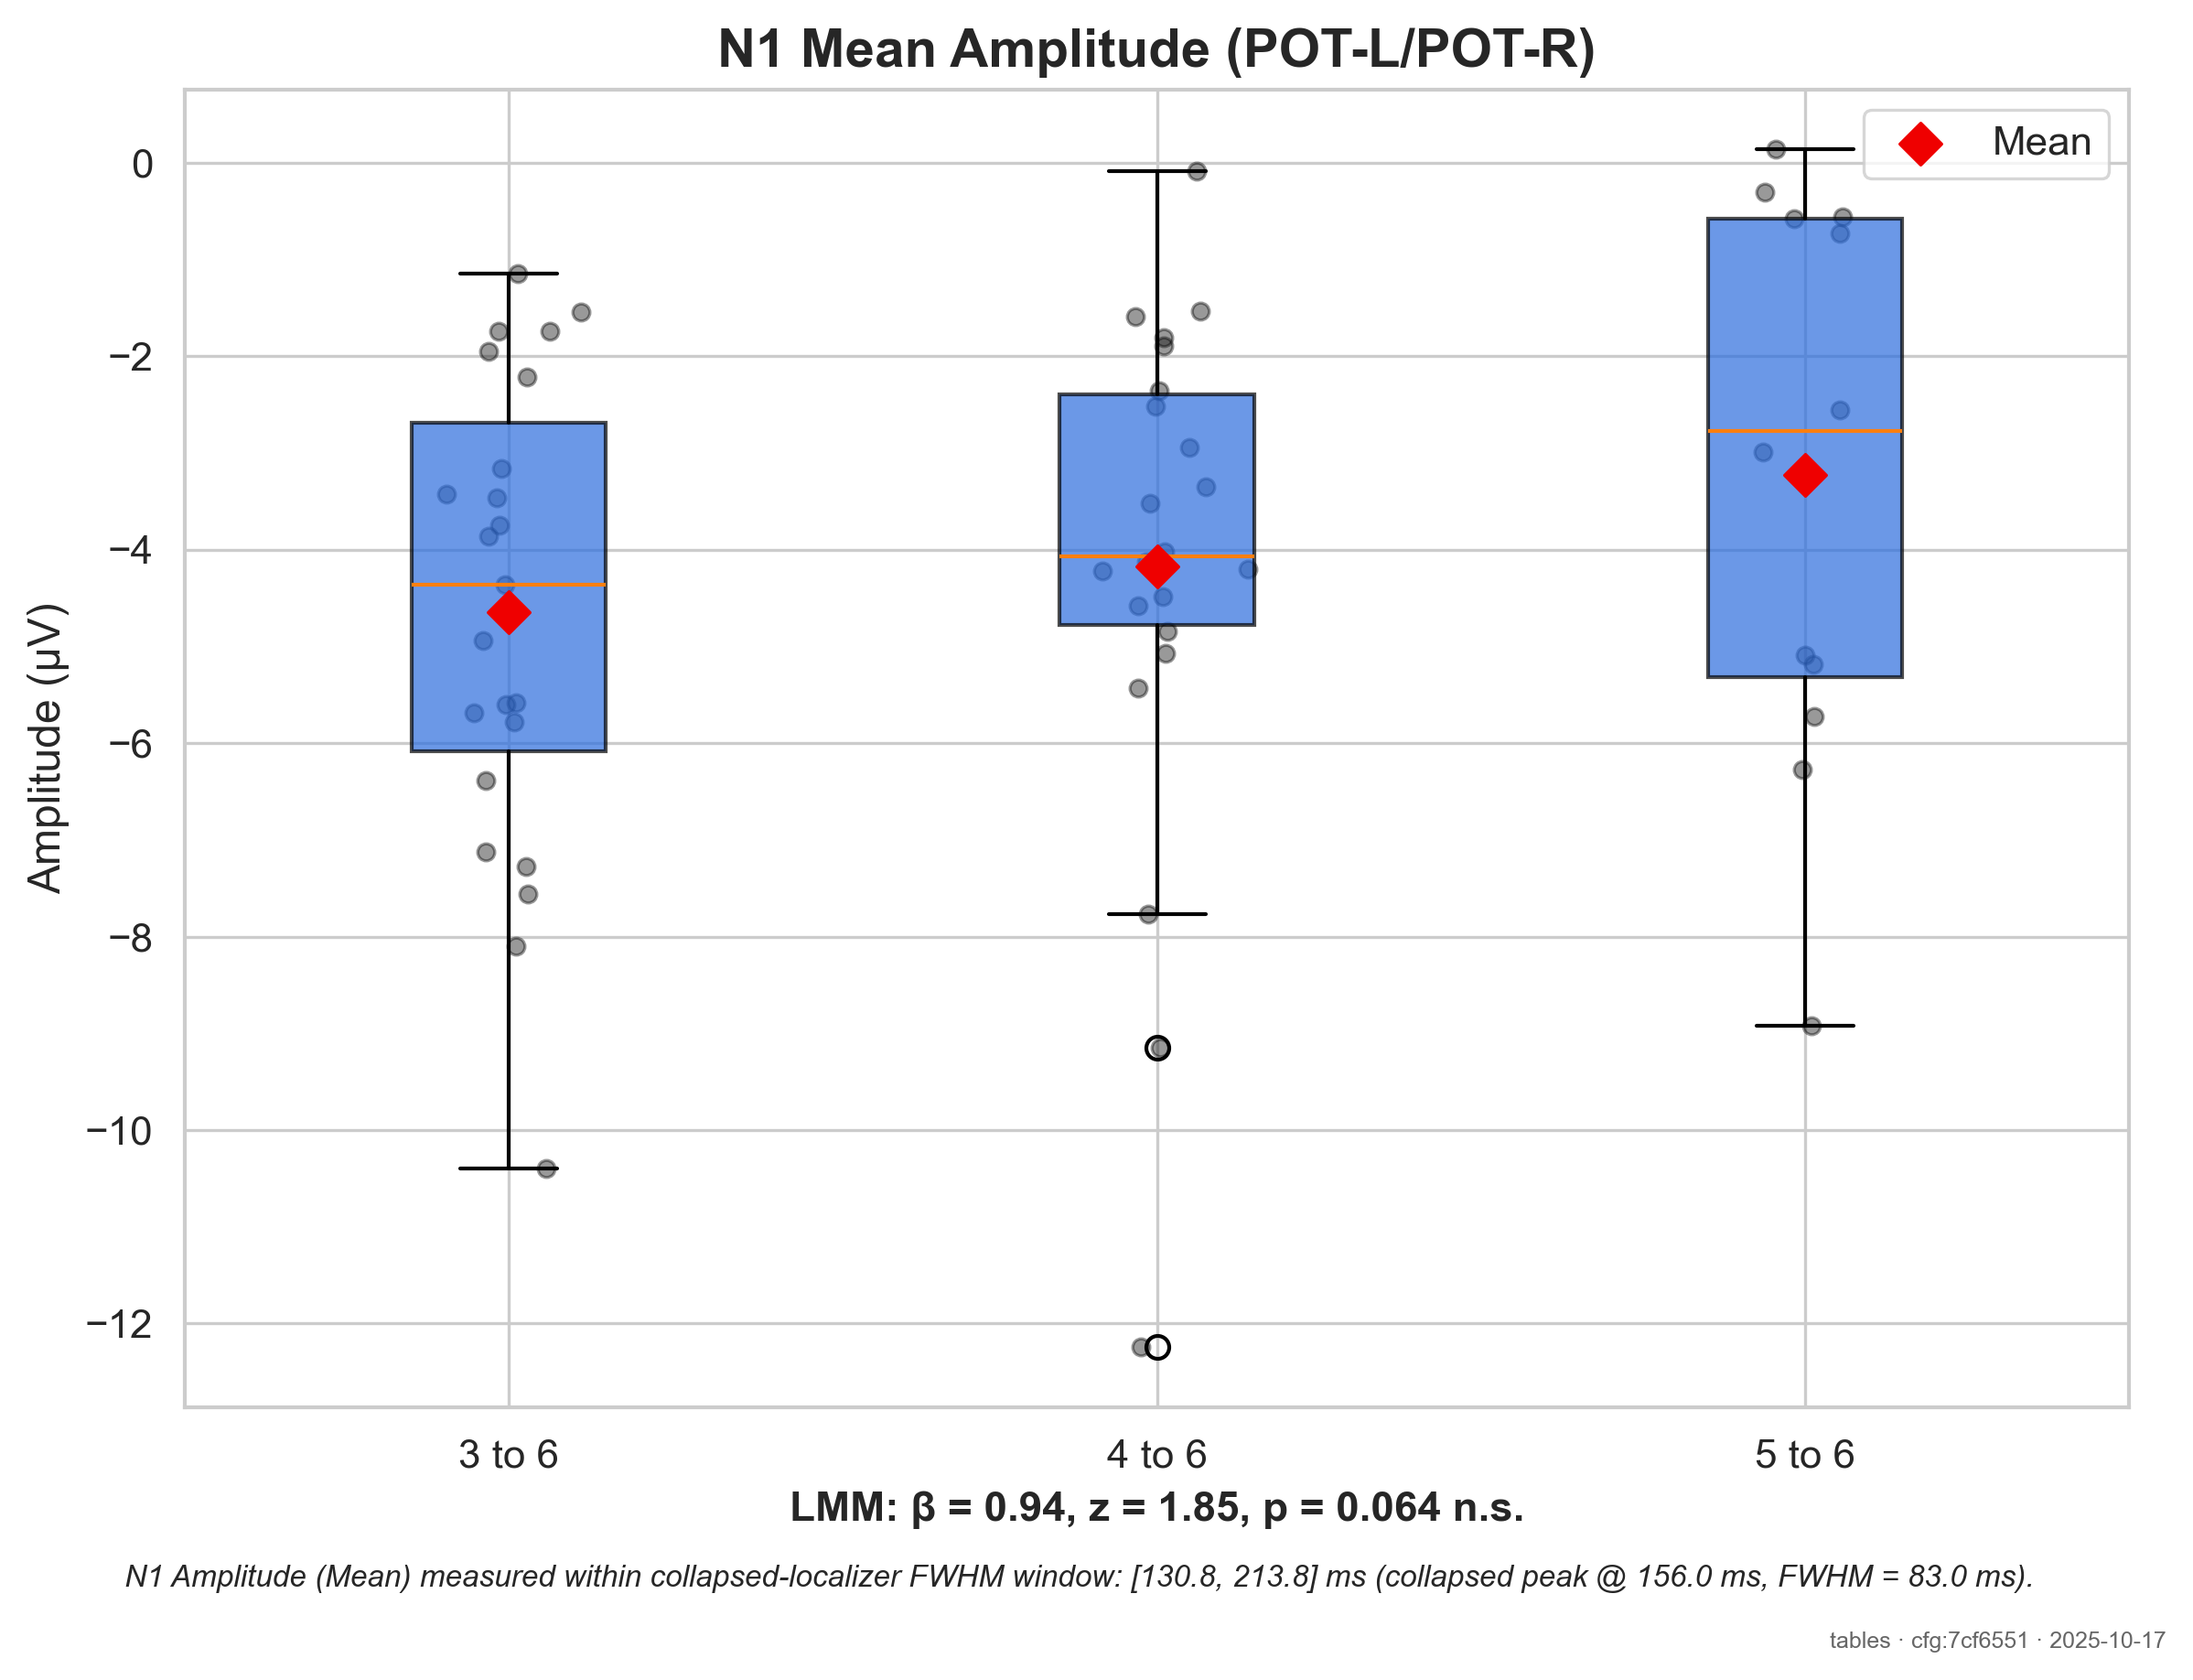 N1 Mean Amplitude (POT-L/POT-R)
Mean
Amplitude (µV)
0
−2
−4
−6
−8
−10
−12
3 to 6
4 to 6
5 to 6
LMM: β = 0.94, z = 1.85, p = 0.064 n.s.
N1 Amplitude (Mean) measured within collapsed-localizer FWHM window: [130.8, 213.8] ms (collapsed peak @ 156.0 ms, FWHM = 83.0 ms).
tables · cfg:7cf6551 · 2025-10-17